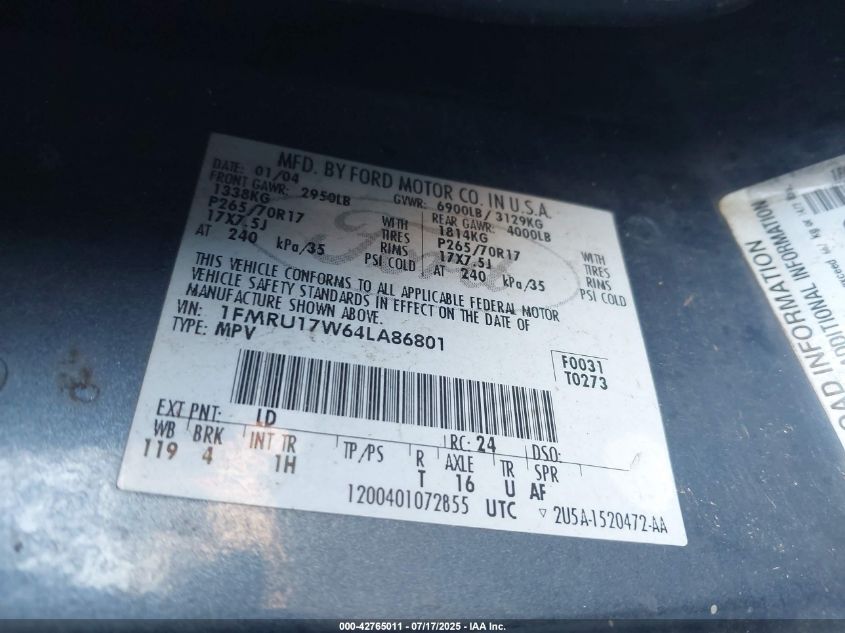 MFD. BY FORD MOTOR CO. IN U.S.A.
DATE: 01/04 GVWR: 6900LB/ 3129KG
FRONT GAWR: 2950LB REAR GAWR: 4000LB
1338KG WITH 1814KG WITH
P265/70R17 TIRES P265/70R17 TIRES
17X7.5J RIMS 17X7.5J RIMS
AT 240 kPa/35 PSI COLD AT 240 kPa/35 PSI COLD
Ford
THIS VEHICLE CONFORMS TO ALL APPLICABLE FEDERAL MOTOR
VEHICLE SAFETY STANDARDS IN EFFECT ON THE DATE OF
MANUFACTURE SHOWN ABOVE.
VIN: 1FMRU17W64LA86801
TYPE: MPV
F0031
T0273
EXT PNT: LD RC: 24 DSO:
WB BRK INT TR TP/PS R AXLE TR SPR
119 4 1H T 16 U AF
1200401072855 UTC ▽ 2U5A-1520472-AA
OAD INFORMATION
ADDITIONAL INFORMATION
exceed
000-42765011 - 07/17/2025 - IAA Inc.